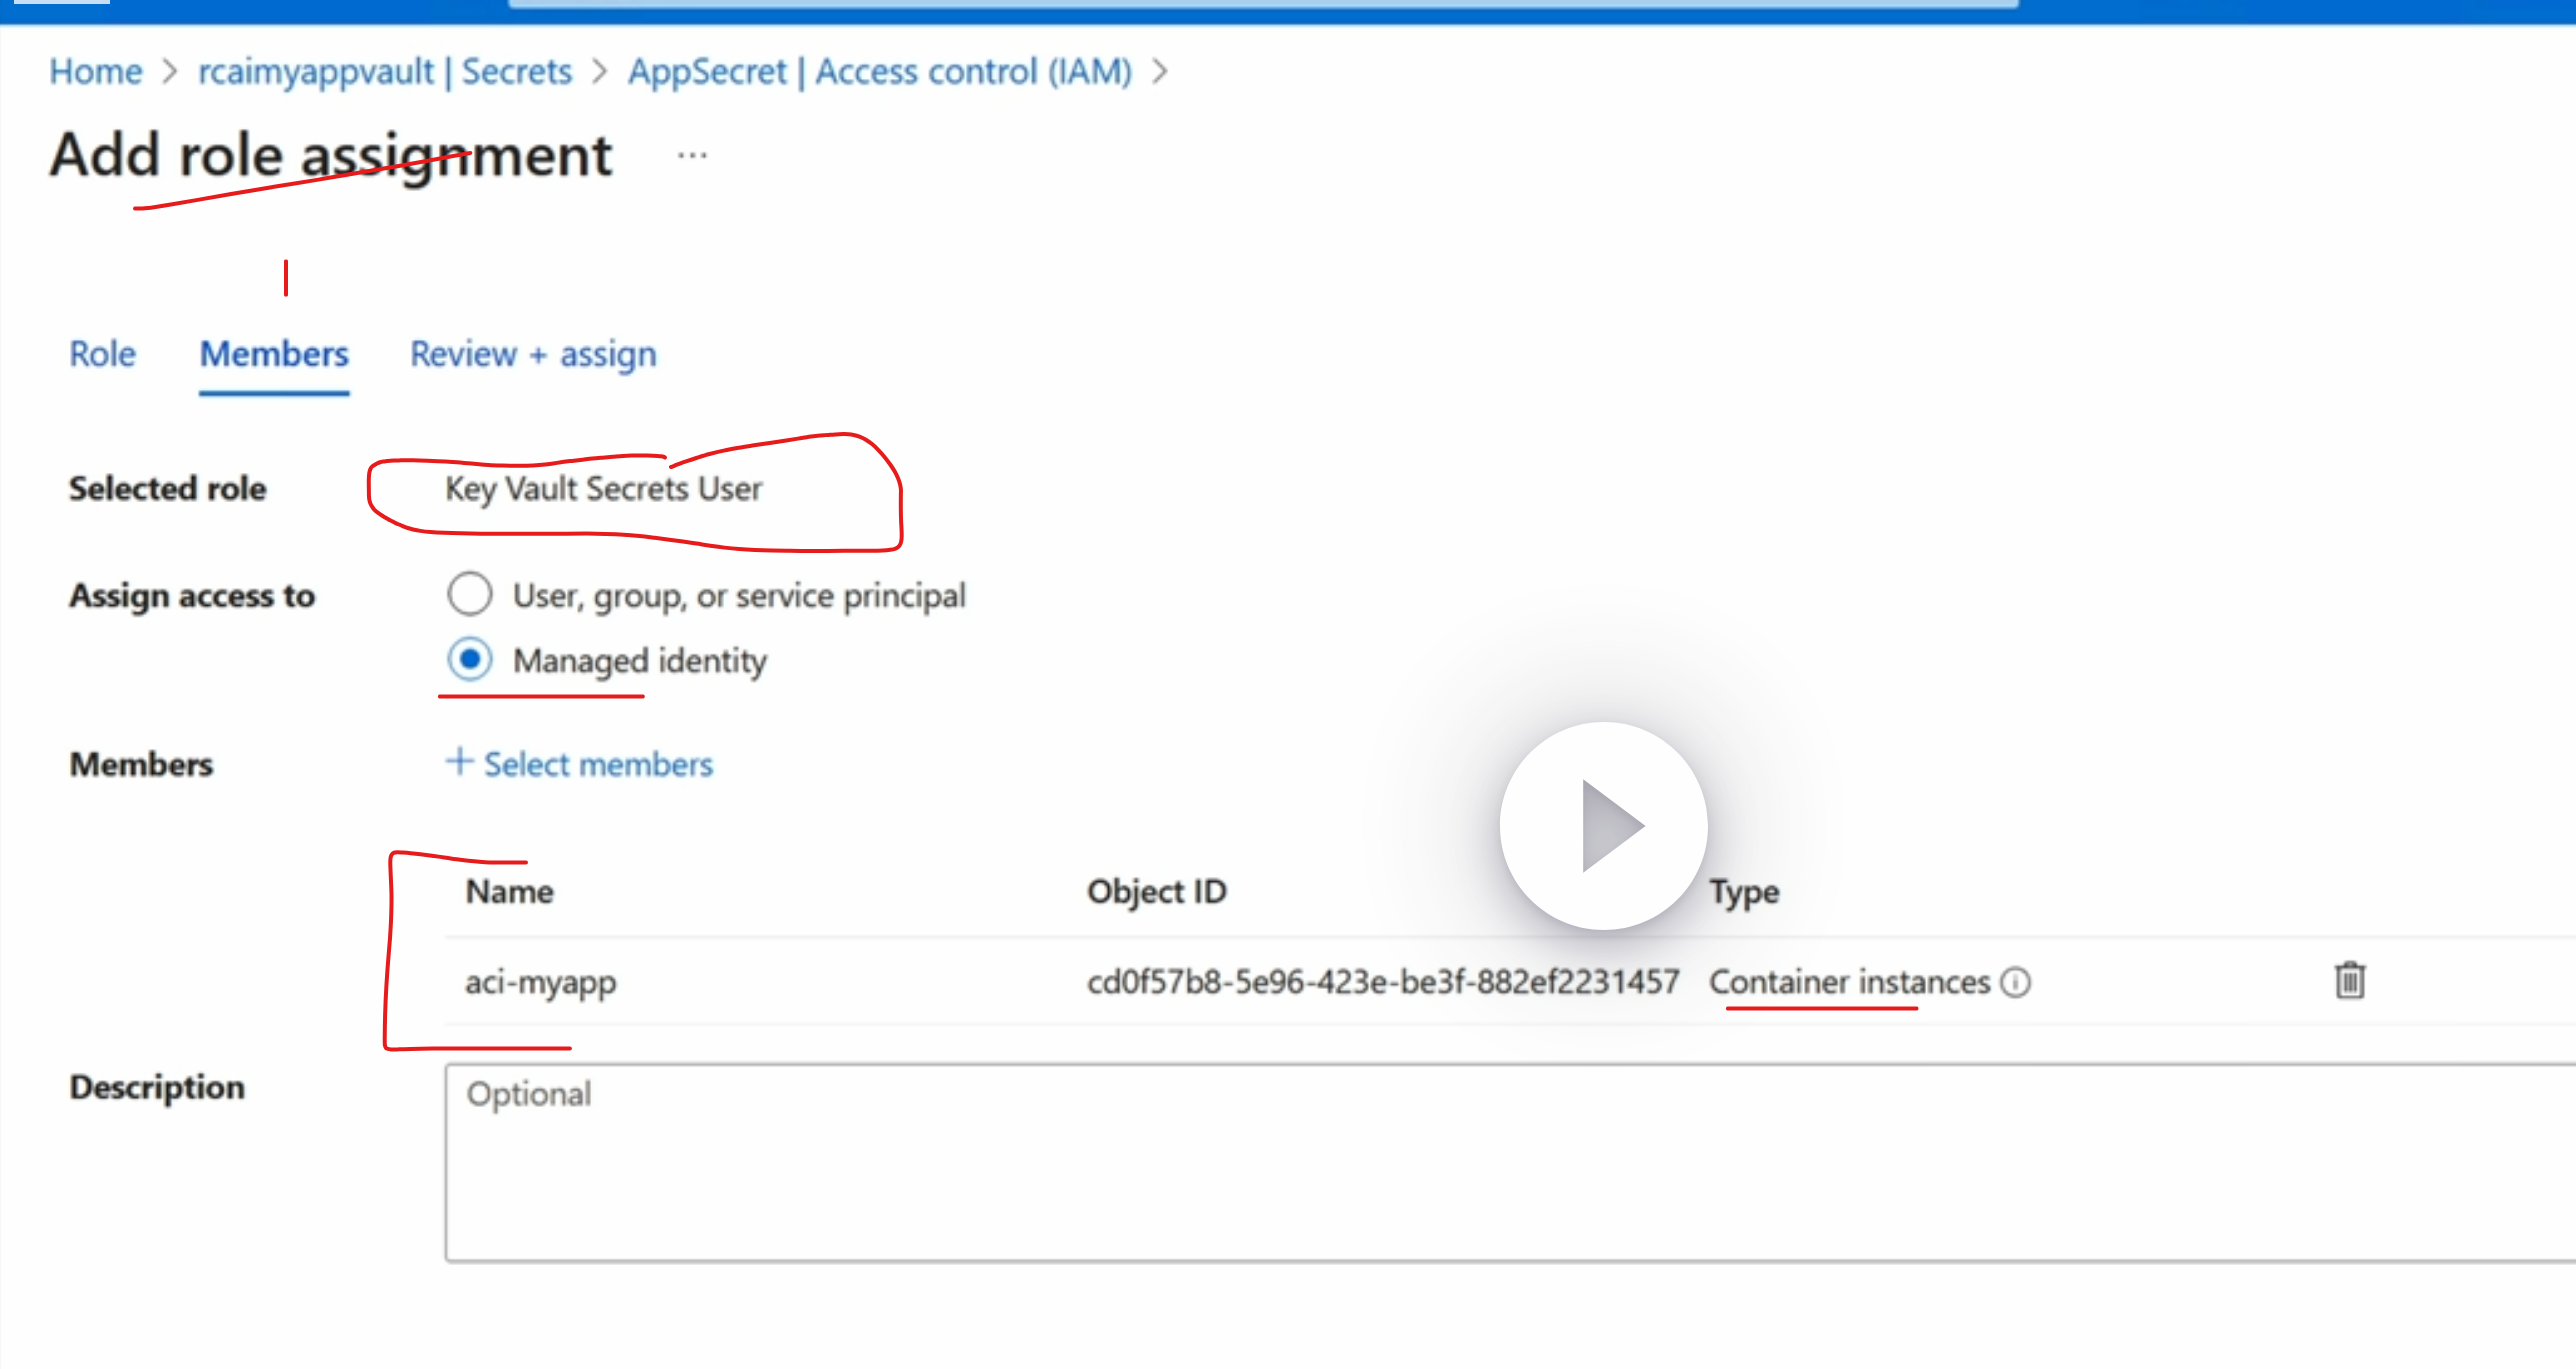 Home > rcaimyappvault | Secrets > AppSecret | Access control (IAM) >
Add role assignment ...
Role Members Review + assign
Selected role Key Vault Secrets User
Assign access to User, group, or service principal
Managed identity
Members + Select members
Name Object ID Type
aci-myapp cd0f57b8-5e96-423e-be3f-882ef2231457 Container instances
Description Optional